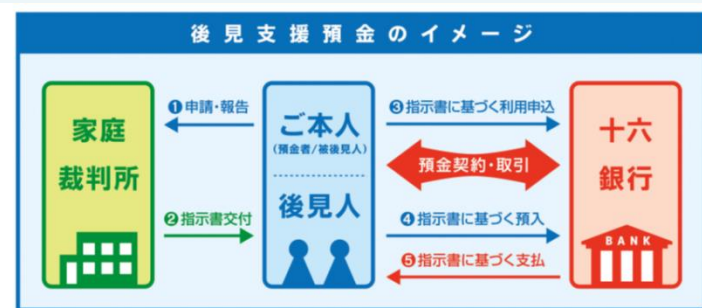 後見支援預金のイメージ
家庭
裁判所
❶申請・報告
❷指示書交付
ご本人
(預金者/被後見人)
後見人
❸指示書に基づく利用申込
預金契約・取引
❹指示書に基づく預入
❺指示書に基づく支払
十六
銀行
BANK